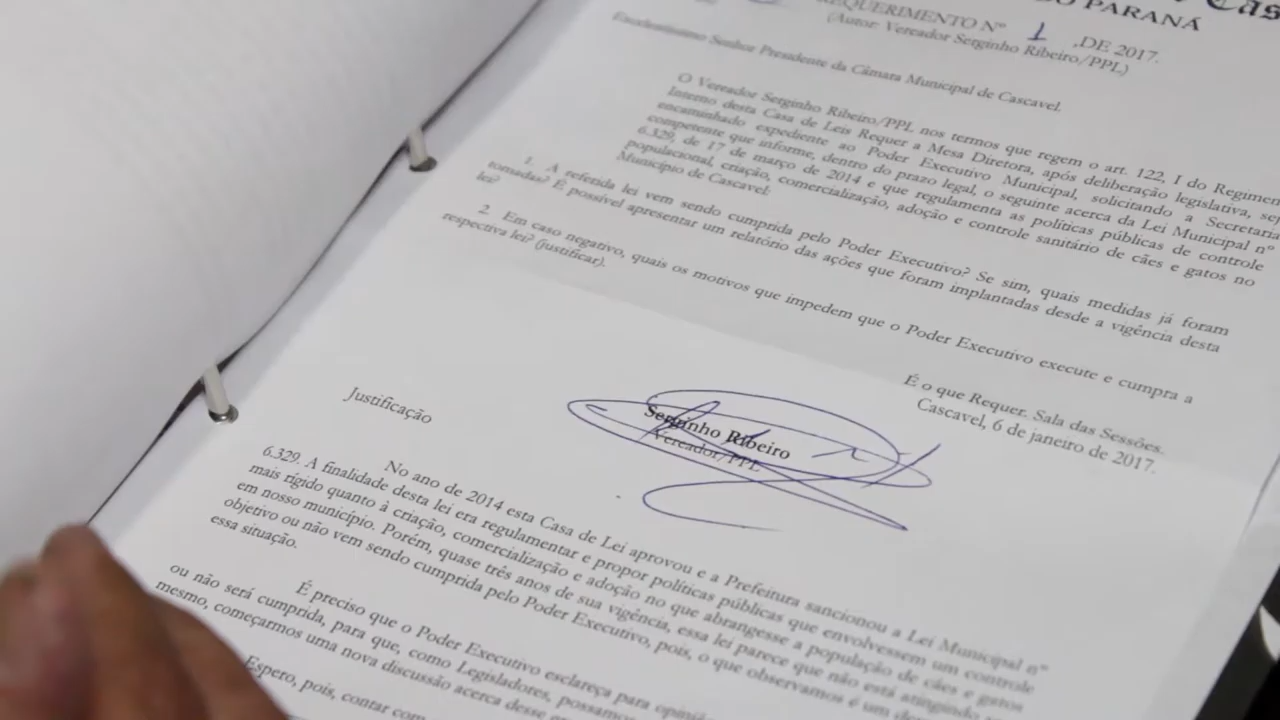 PARANÁ
REQUERIMENTO Nº 1 ,DE 2017.
(Autor: Vereador Serginho Ribeiro/PPL)
Excelentíssimo Senhor Presidente da Câmara Municipal de Cascavel.
O Vereador Serginho Ribeiro/PPL nos termos que regem o art. 122, I do
Interno desta Casa de Leis Requer a Mesa Diretora, após deliberação legislativa,
encaminhado expediente ao Poder Executivo Municipal, solicitando a Secretaria
competente que informe, dentro do prazo legal, o seguinte acerca da Lei Municipal nº
6.329, de 17 de março de 2014 e que regulamenta as políticas públicas de controle
populacional, criação, comercialização, adoção e controle sanitário de cães e gatos no
Município de Cascavel:
1. A referida lei vem sendo cumprida pelo Poder Executivo? Se sim, quais medidas já foram
tomadas? É possível apresentar um relatório das ações que foram implantadas desde a vigência desta
lei?
2. Em caso negativo, quais os motivos que impedem que o Poder Executivo execute e cumpra a
respectiva lei? (justificar).
É o que Requer. Sala das Sessões.
Cascavel, 6 de janeiro de 2017.
Serginho Ribeiro
Vereador/PPL
Justificação
No ano de 2014 esta Casa de Lei aprovou e a Prefeitura sancionou a Lei Municipal nº
6.329. A finalidade desta lei era regulamentar e propor políticas públicas que envolvessem um controle
mais rígido quanto à criação, comercialização e adoção no que abrangesse a população de cães e gatos
em nosso município. Porém, quase três anos de sua vigência, essa lei parece que não está atingindo
objetivo ou não vem sendo cumprida pelo Poder Executivo, pois, o que observamos é um
essa situação.
É preciso que o Poder Executivo esclareça para
ou não será cumprida, para que, como Legisladores, possamos
mesmo, começarmos uma nova discussão acerca desse
Espero, pois, contar com